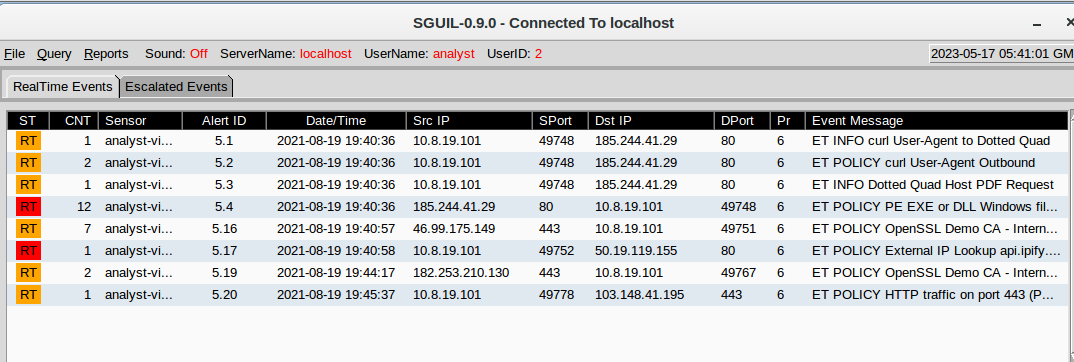 SGUIL-0.9.0 - Connected To localhost
File Query Reports Sound: Off ServerName: localhost UserName: analyst UserID: 2 2023-05-17 05:41:01 GM
RealTime Events Escalated Events
ST CNT Sensor Alert ID Date/Time Src IP SPort Dst IP DPort Pr Event Message
RT 1 analyst-vi... 5.1 2021-08-19 19:40:36 10.8.19.101 49748 185.244.41.29 80 6 ET INFO curl User-Agent to Dotted Quad
RT 2 analyst-vi... 5.2 2021-08-19 19:40:36 10.8.19.101 49748 185.244.41.29 80 6 ET POLICY curl User-Agent Outbound
RT 1 analyst-vi... 5.3 2021-08-19 19:40:36 10.8.19.101 49748 185.244.41.29 80 6 ET INFO Dotted Quad Host PDF Request
RT 12 analyst-vi... 5.4 2021-08-19 19:40:36 185.244.41.29 80 10.8.19.101 49748 6 ET POLICY PE EXE or DLL Windows fil...
RT 7 analyst-vi... 5.16 2021-08-19 19:40:57 46.99.175.149 443 10.8.19.101 49751 6 ET POLICY OpenSSL Demo CA - Intern...
RT 1 analyst-vi... 5.17 2021-08-19 19:40:58 10.8.19.101 49752 50.19.119.155 80 6 ET POLICY External IP Lookup api.ipify....
RT 2 analyst-vi... 5.19 2021-08-19 19:44:17 182.253.210.130 443 10.8.19.101 49767 6 ET POLICY OpenSSL Demo CA - Intern...
RT 1 analyst-vi... 5.20 2021-08-19 19:45:37 10.8.19.101 49778 103.148.41.195 443 6 ET POLICY HTTP traffic on port 443 (P...